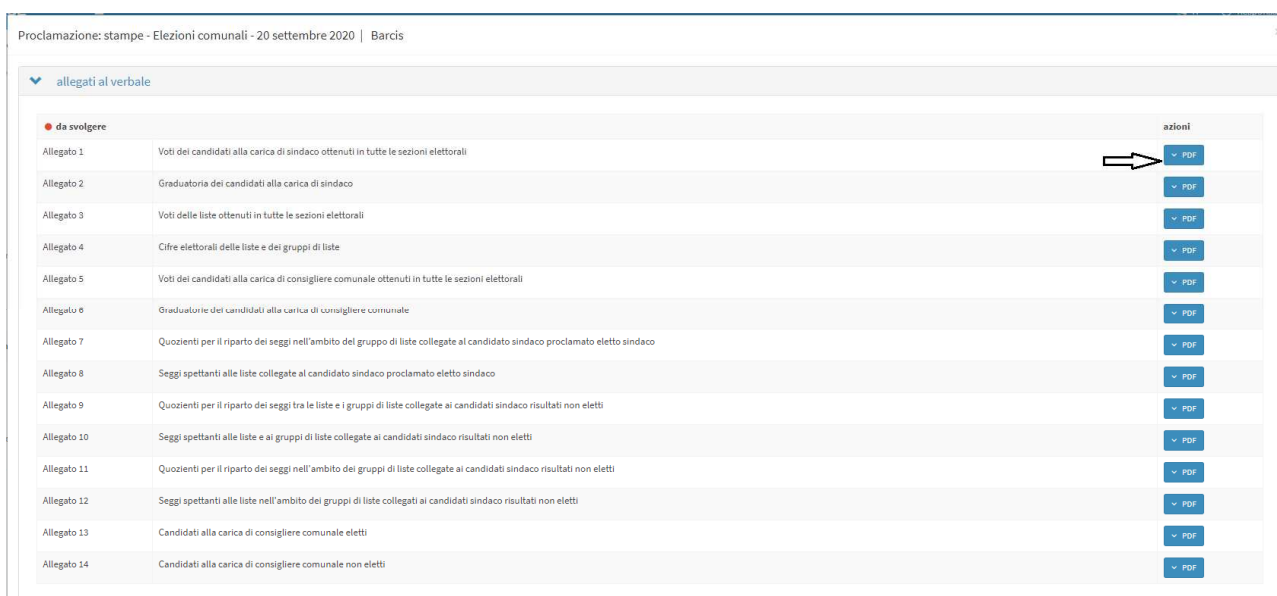 Proclamazione: stampe - Elezioni comunali - 20 settembre 2020 | Barcis
allegati al verbale
da svolgere azioni
Allegato 1 Voti dei candidati alla carica di sindaco ottenuti in tutte le sezioni elettorali PDF
Allegato 2 Graduatoria dei candidati alla carica di sindaco PDF
Allegato 3 Voti delle liste ottenuti in tutte le sezioni elettorali PDF
Allegato 4 Cifre elettorali delle liste e dei gruppi di liste PDF
Allegato 5 Voti dei candidati alla carica di consigliere comunale ottenuti in tutte le sezioni elettorali PDF
Allegato 6 Graduatorie dei candidati alla carica di consigliere comunale PDF
Allegato 7 Quozienti per il riparto dei seggi nell'ambito del gruppo di liste collegate al candidato sindaco proclamato eletto sindaco PDF
Allegato 8 Seggi spettanti alle liste collegate al candidato sindaco proclamato eletto sindaco PDF
Allegato 9 Quozienti per il riparto dei seggi tra le liste e i gruppi di liste collegate ai candidati sindaco risultati non eletti PDF
Allegato 10 Seggi spettanti alle liste e ai gruppi di liste collegate ai candidati sindaco risultati non eletti PDF
Allegato 11 Quozienti per il riparto dei seggi nell'ambito dei gruppi di liste collegate ai candidati sindaco risultati non eletti PDF
Allegato 12 Seggi spettanti alle liste nell'ambito dei gruppi di liste collegati ai candidati sindaco risultati non eletti PDF
Allegato 13 Candidati alla carica di consigliere comunale eletti PDF
Allegato 14 Candidati alla carica di consigliere comunale non eletti PDF